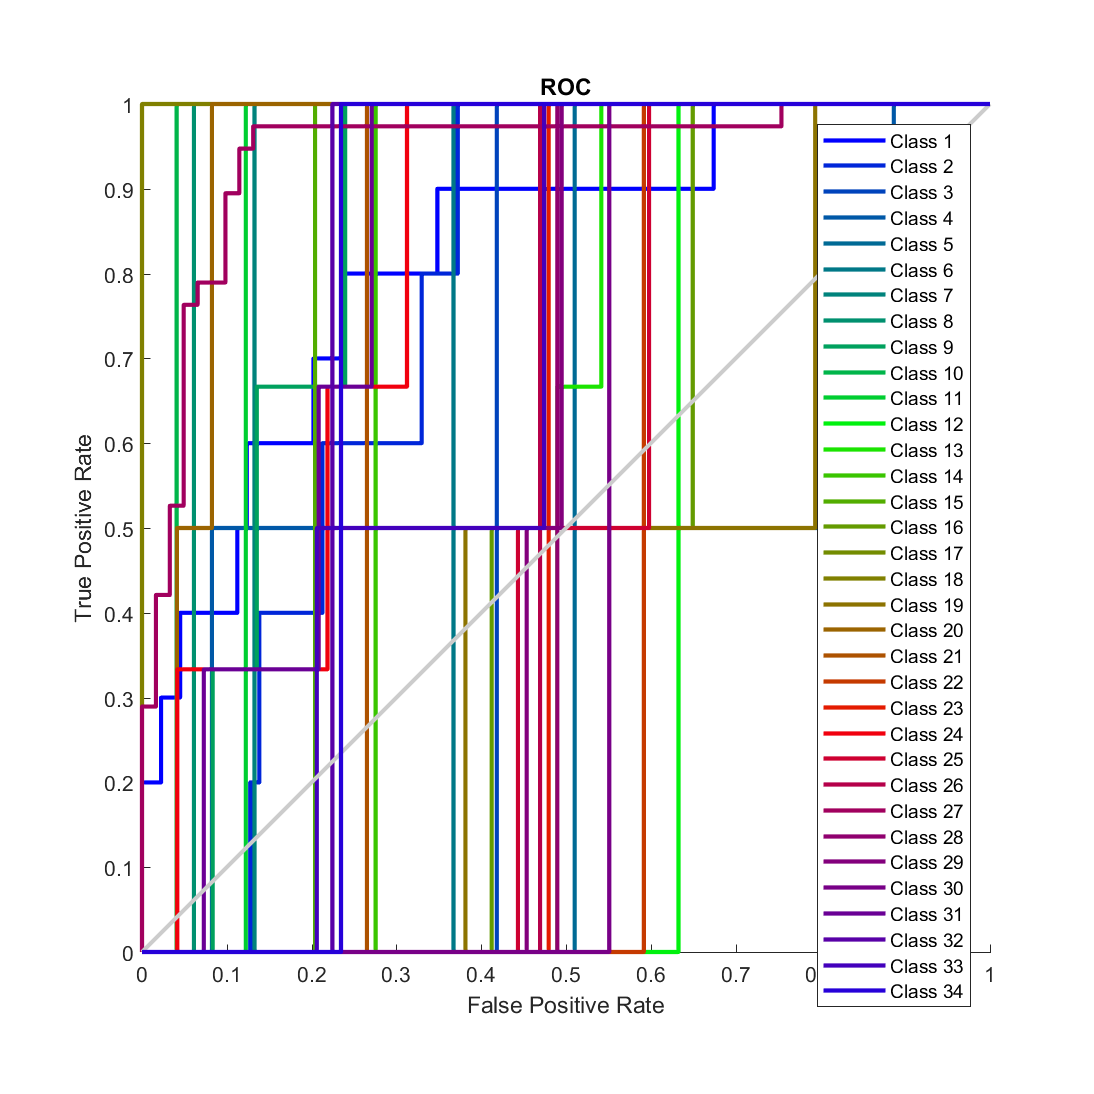 ROC
1
0.9
0.8
0.7
0.6
0.5
0.4
0.3
0.2
0.1
0
True Positive Rate
Class 1
Class 2
Class 3
Class 4
Class 5
Class 6
Class 7
Class 8
Class 9
Class 10
Class 11
Class 12
Class 13
Class 14
Class 15
Class 16
Class 17
Class 18
Class 19
Class 20
Class 21
Class 22
Class 23
Class 24
Class 25
Class 26
Class 27
Class 28
Class 29
Class 30
Class 31
Class 32
Class 33
Class 34
0 0.1 0.2 0.3 0.4 0.5 0.6 0.7 1
False Positive Rate